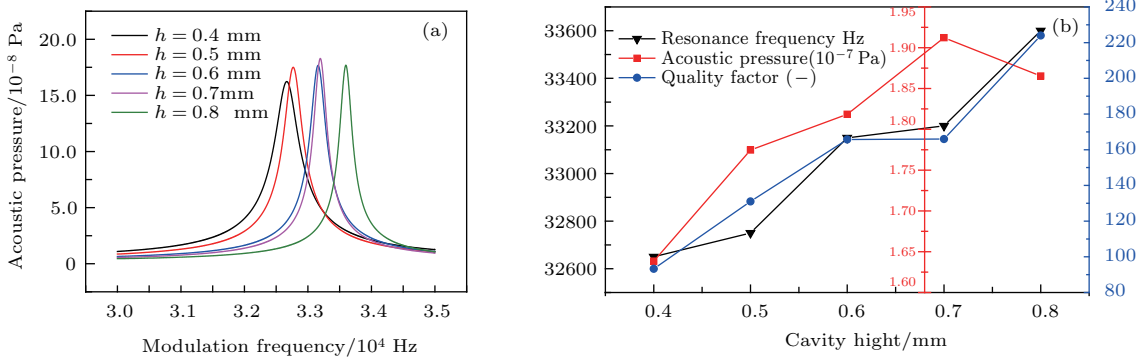 (a)
20.0
15.0
10.0
5.0
0
Acoustic pressure/10⁻⁸ Pa
h = 0.4 mm
h = 0.5 mm
h = 0.6 mm
h = 0.7mm
h = 0.8 mm
3.0 3.1 3.2 3.3 3.4 3.5
Modulation frequency/10⁴ Hz
(b)
33600
33400
33200
33000
32800
32600
Resonance frequency Hz
Acoustic pressure(10⁻⁷ Pa)
Quality factor (−)
1.95
1.90
1.85
1.80
1.75
1.70
1.65
1.60
240
220
200
180
160
140
120
100
80
0.4 0.5 0.6 0.7 0.8
Cavity hight/mm